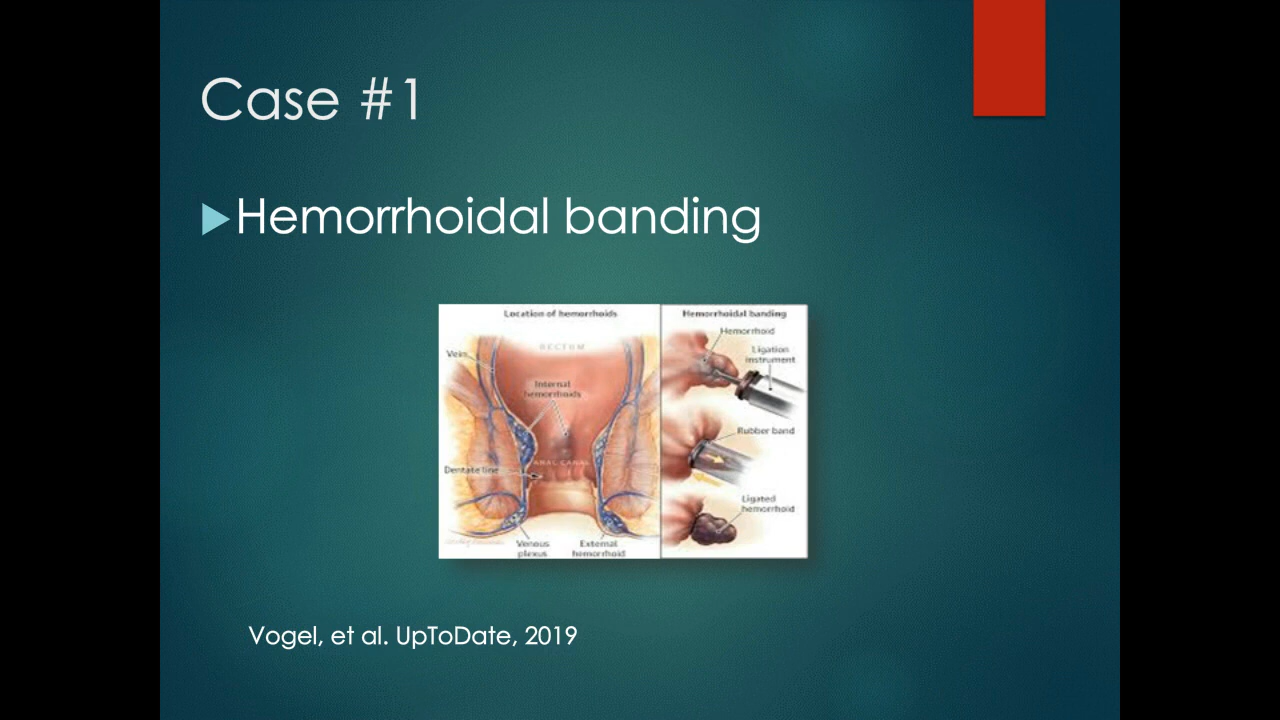 Case #1
Hemorrhoidal banding
Location of hemorrhoids
RECTUM
Vein
Internal
hemorrhoids
ANAL CANAL
Dentate line
Venous
plexus
External
hemorrhoid
Hemorrhoidal banding
Hemorrhoid
Ligation
instrument
Rubber band
Ligated
hemorrhoid
Vogel, et al. UpToDate, 2019